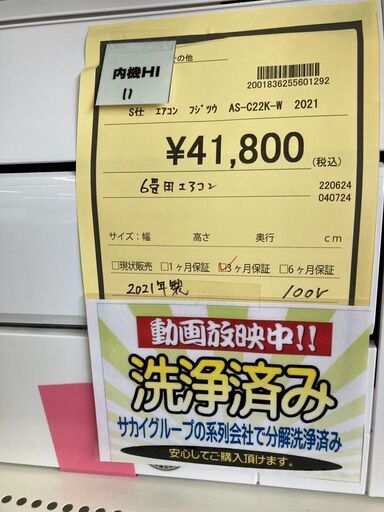 その他
内機HI
11
2001836255601292
S仕 エアコン フジツウ AS-C22K-W 2021
¥41,800 (税込)
6畳用エアコン
220624
040724
サイズ:幅 高さ 奥行 cm
□現状販売 □1ヶ月保証 ☑3ヶ月保証 □6ヶ月保証
2021年製 100V
動画放映中!!
洗浄済み
サカイグループの系列会社で分解洗浄済み
安心してご購入頂けます。